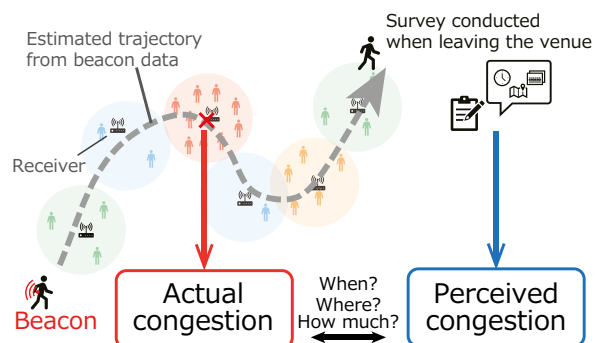 Estimated trajectory
from beacon data
Survey conducted
when leaving the venue
Receiver
Beacon
Actual
congestion
When?
Where?
How much?
Perceived
congestion